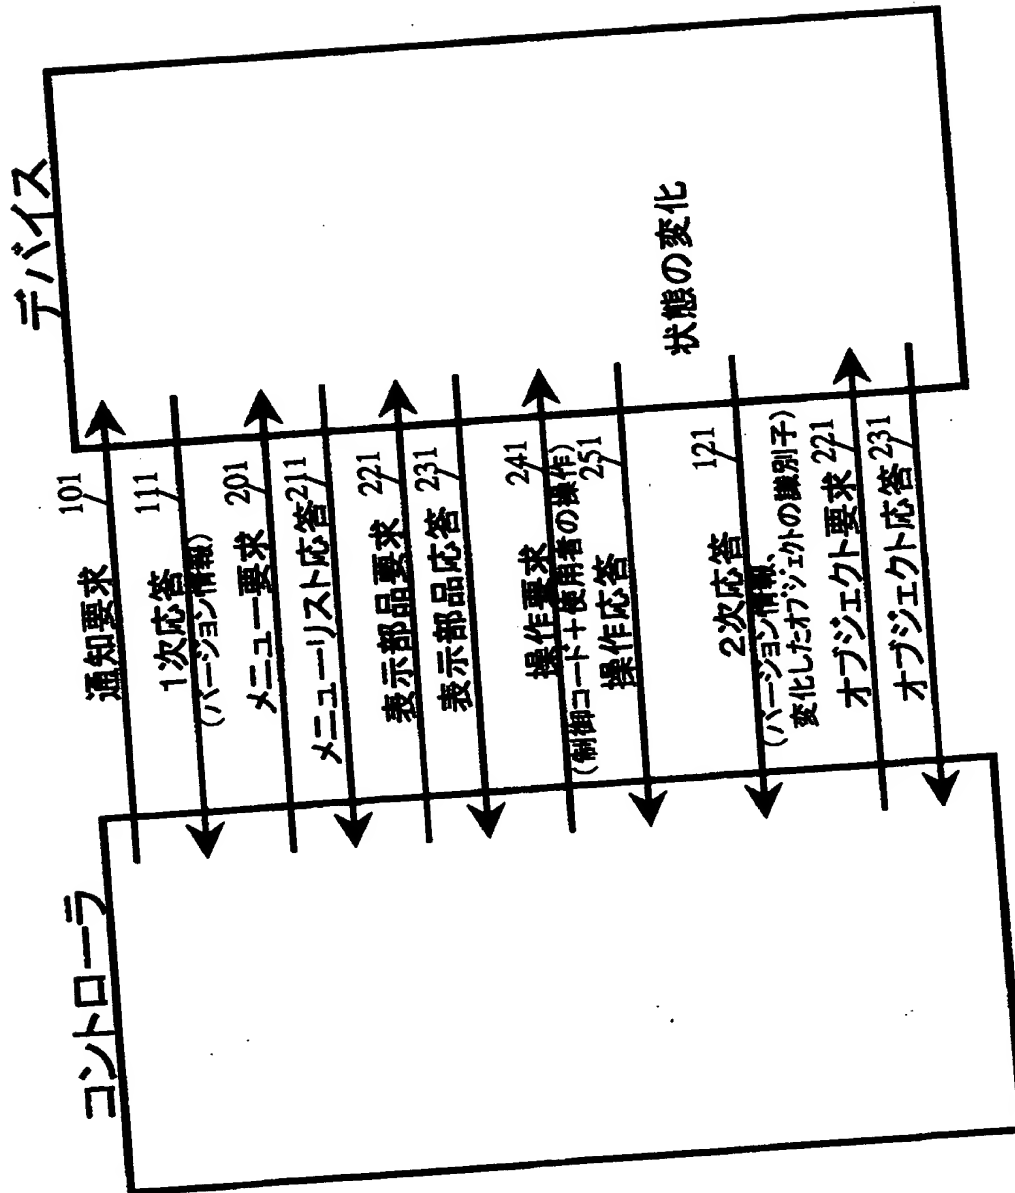 デバイス
コントローラ
通知要求
101
1次応答
111
(バージョン情報)
メニュー要求
201
メニューリスト応答
211
表示部品要求
221
表示部品応答
231
操作要求
241
(制御コード+使用者の操作)
操作応答
251
状態の変化
2次応答
121
(バージョン情報、
変化したオブジェクトの識別子)
オブジェクト要求
221
オブジェクト応答
231